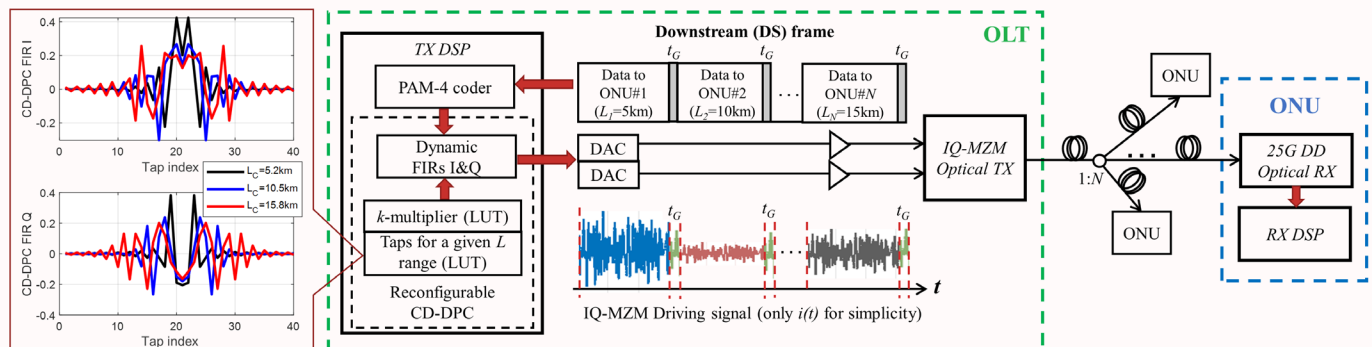 CD-DPC FIR I
0.4
0.2
0
-0.2
0
10
20
30
40
Tap index
L_C=5.2km
L_C=10.5km
L_C=15.8km
CD-DPC FIR Q
0.4
0.2
0
-0.2
-0.4
0
10
20
30
40
Tap index
TX DSP
PAM-4 coder
Dynamic
FIRs I&Q
k-multiplier (LUT)
Taps for a given L
range (LUT)
Reconfigurable
CD-DPC
Downstream (DS) frame
OLT
t_G
t_G
t_G
Data to
ONU#1
(L_1=5km)
Data to
ONU#2
(L_2=10km)
...
Data to
ONU#N
(L_N=15km)
DAC
DAC
IQ-MZM
Optical TX
t_G
t_G
t_G
......
t
IQ-MZM Driving signal (only i(t) for simplicity)
1:N
...
ONU
ONU
ONU
25G DD
Optical RX
RX DSP